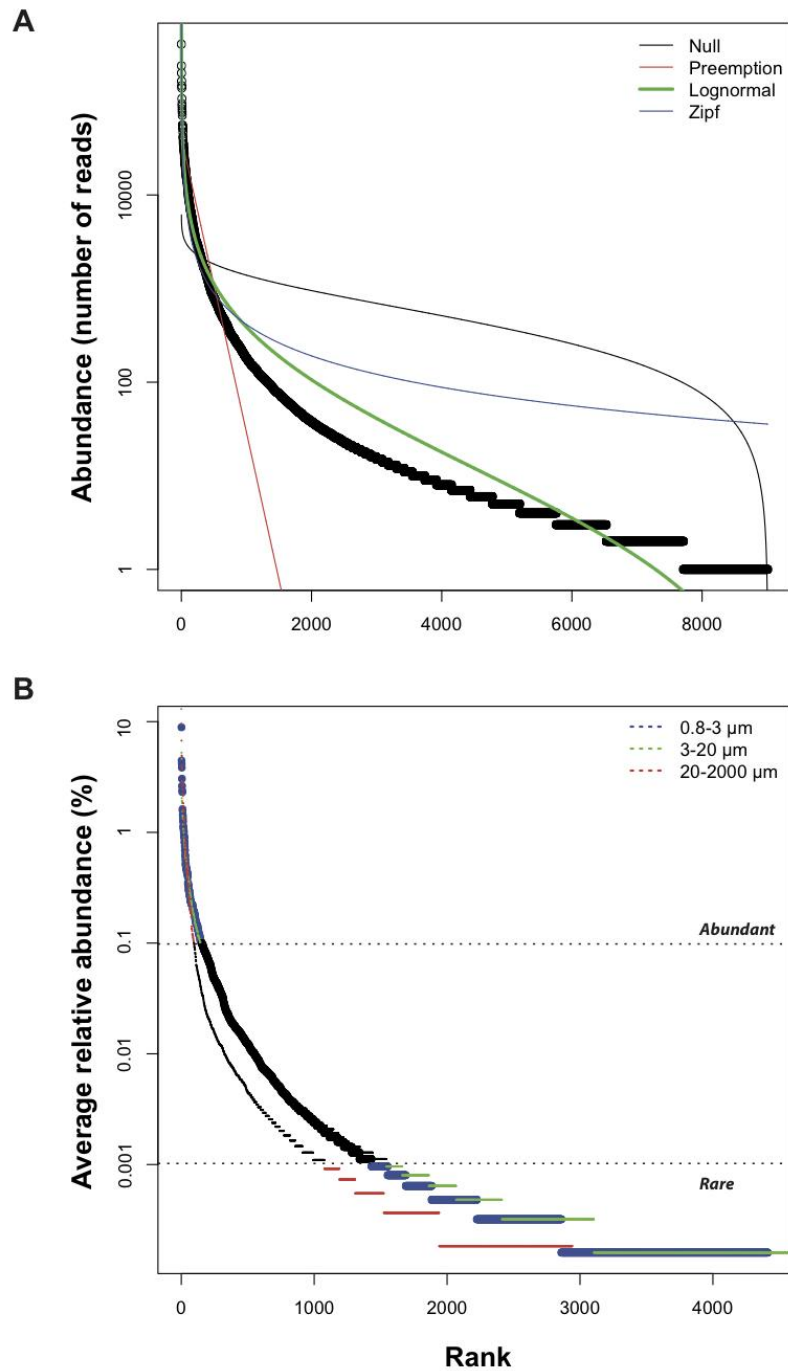 A
Null
Preemption
Lognormal
Zipf
Abundance (number of reads)
10000
100
1
0 2000 4000 6000 8000
B
0.8-3 μm
3-20 μm
20-2000 μm
Average relative abundance (%)
10
1
0.1
0.01
0.001
Abundant
Rare
0 1000 2000 3000 4000
Rank